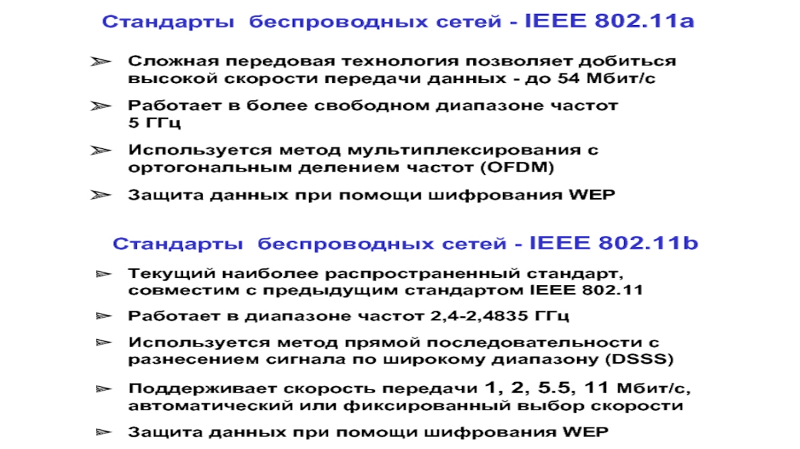 Стандарты беспроводных сетей - IEEE 802.11a
➢ Сложная передовая технология позволяет добиться
высокой скорости передачи данных - до 54 Мбит/с
➢ Работает в более свободном диапазоне частот
5 ГГц
➢ Используется метод мультиплексирования с
ортогональным делением частот (OFDM)
➢ Защита данных при помощи шифрования WEP
Стандарты беспроводных сетей - IEEE 802.11b
➢ Текущий наиболее распространенный стандарт,
совместим с предыдущим стандартом IEEE 802.11
➢ Работает в диапазоне частот 2,4-2,4835 ГГц
➢ Используется метод прямой последовательности с
разнесением сигнала по широкому диапазону (DSSS)
➢ Поддерживает скорость передачи 1, 2, 5.5, 11 Мбит/с,
автоматический или фиксированный выбор скорости
➢ Защита данных при помощи шифрования WEP